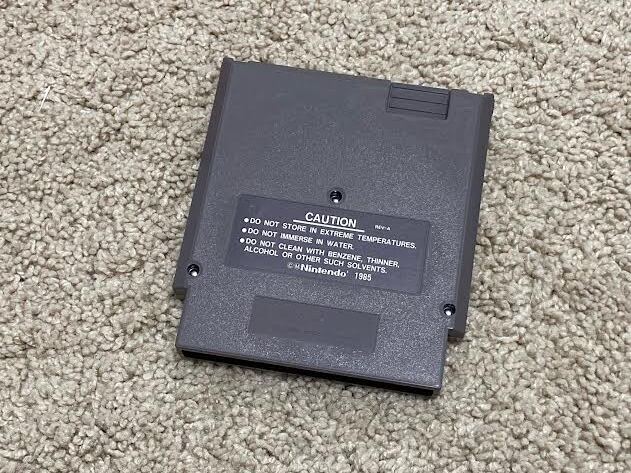 CAUTION REV-A
•DO NOT STORE IN EXTREME TEMPERATURES.
•DO NOT IMMERSE IN WATER.
•DO NOT CLEAN WITH BENZENE, THINNER,
ALCOHOL OR OTHER SUCH SOLVENTS.
©Nintendo® 1985